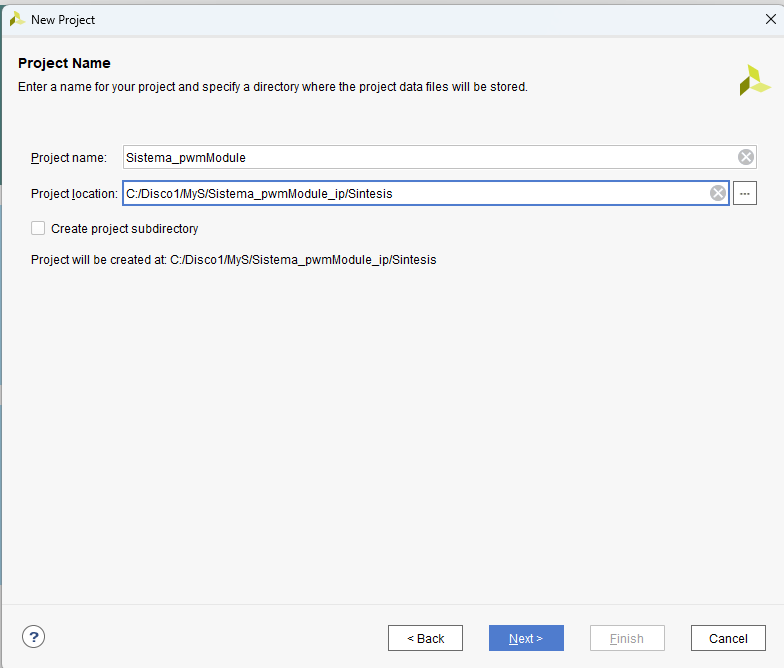 New Project
Project Name
Enter a name for your project and specify a directory where the project data files will be stored.
Project name: Sistema_pwmModule
Project location: C:/Disco1/MyS/Sistema_pwmModule_ip/Sintesis ...
Create project subdirectory
Project will be created at: C:/Disco1/MyS/Sistema_pwmModule_ip/Sintesis
? < Back Next > Finish Cancel